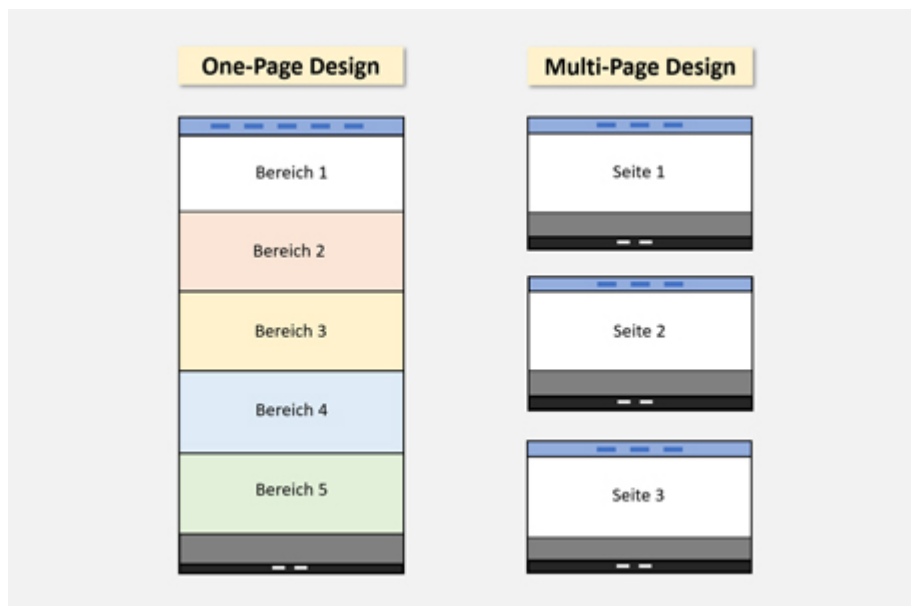 One-Page Design
Bereich 1
Bereich 2
Bereich 3
Bereich 4
Bereich 5
Multi-Page Design
Seite 1
Seite 2
Seite 3